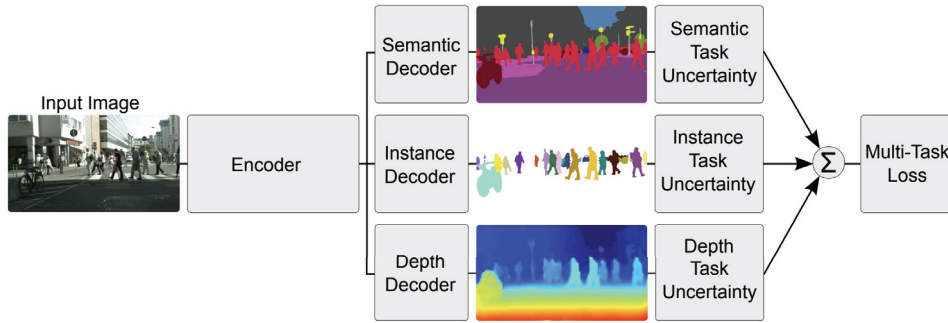 Input Image
Encoder
Semantic
Decoder
Instance
Decoder
Depth
Decoder
Semantic
Task
Uncertainty
Instance
Task
Uncertainty
Depth
Task
Uncertainty
Σ
Multi-Task
Loss